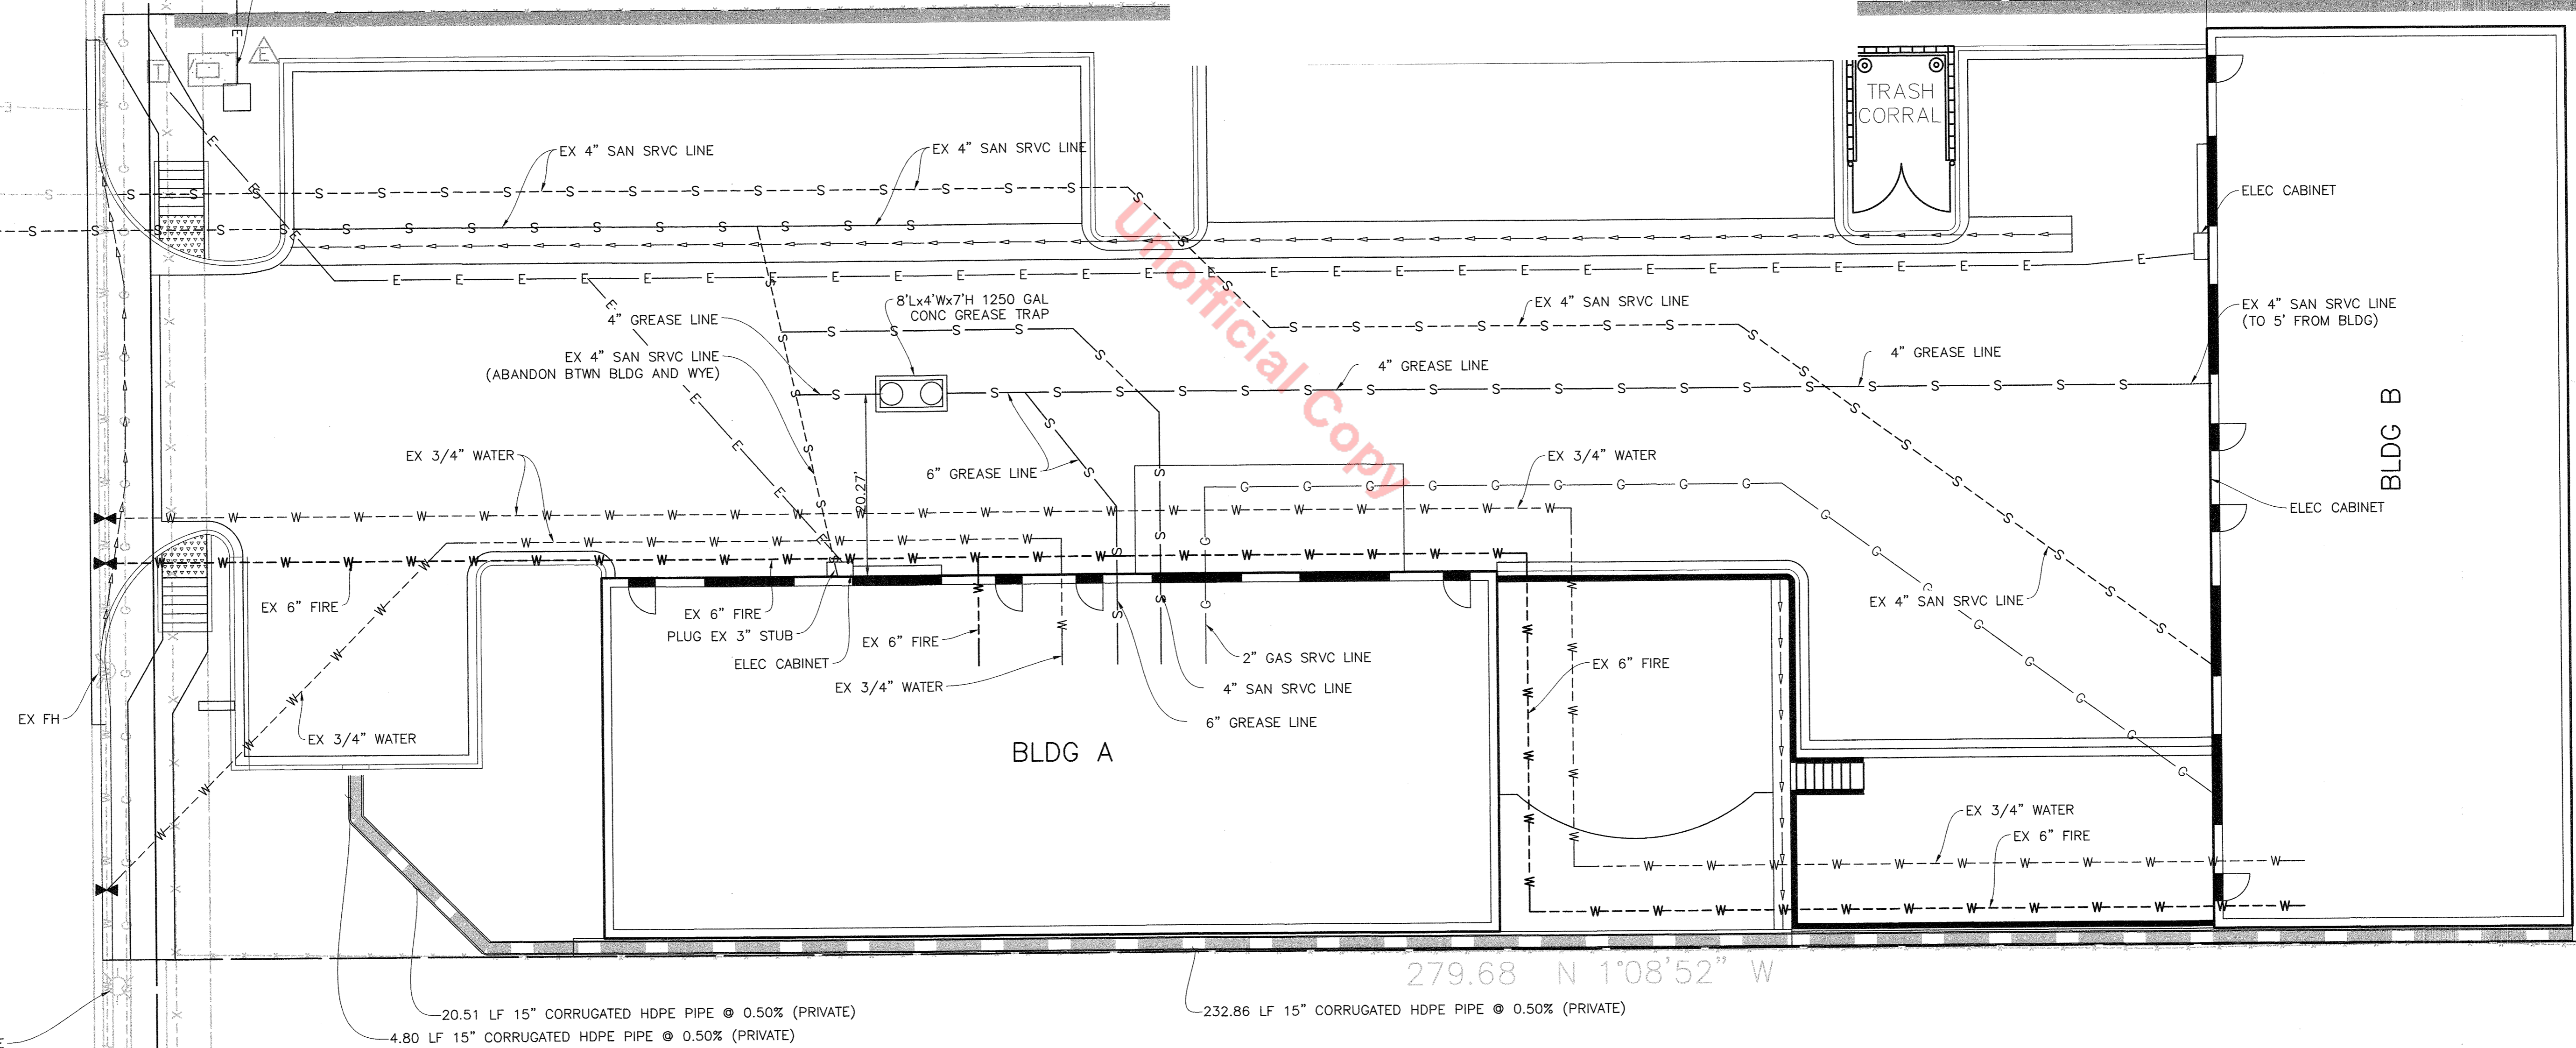 E
T
TRASH
CORRAL
EX 4" SAN SRVC LINE
EX 4" SAN SRVC LINE
ELEC CABINET
8'Lx4'Wx7'H 1250 GAL
CONC GREASE TRAP
EX 4" SAN SRVC LINE
EX 4" SAN SRVC LINE
(TO 5' FROM BLDG)
4" GREASE LINE
EX 4" SAN SRVC LINE
(ABANDON BTWN BLDG AND WYE)
4" GREASE LINE
4" GREASE LINE
Unofficial Copy
BLDG B
EX 3/4" WATER
6" GREASE LINE
20.27'
EX 3/4" WATER
ELEC CABINET
EX 6" FIRE
EX 6" FIRE
PLUG EX 3" STUB
EX 6" FIRE
ELEC CABINET
EX 3/4" WATER
2" GAS SRVC LINE
4" SAN SRVC LINE
6" GREASE LINE
EX 4" SAN SRVC LINE
EX 6" FIRE
EX FH
EX 3/4" WATER
BLDG A
EX 3/4" WATER
EX 6" FIRE
279.68 N 1°08'52" W
20.51 LF 15" CORRUGATED HDPE PIPE @ 0.50% (PRIVATE)
232.86 LF 15" CORRUGATED HDPE PIPE @ 0.50% (PRIVATE)
4.80 LF 15" CORRUGATED HDPE PIPE @ 0.50% (PRIVATE)